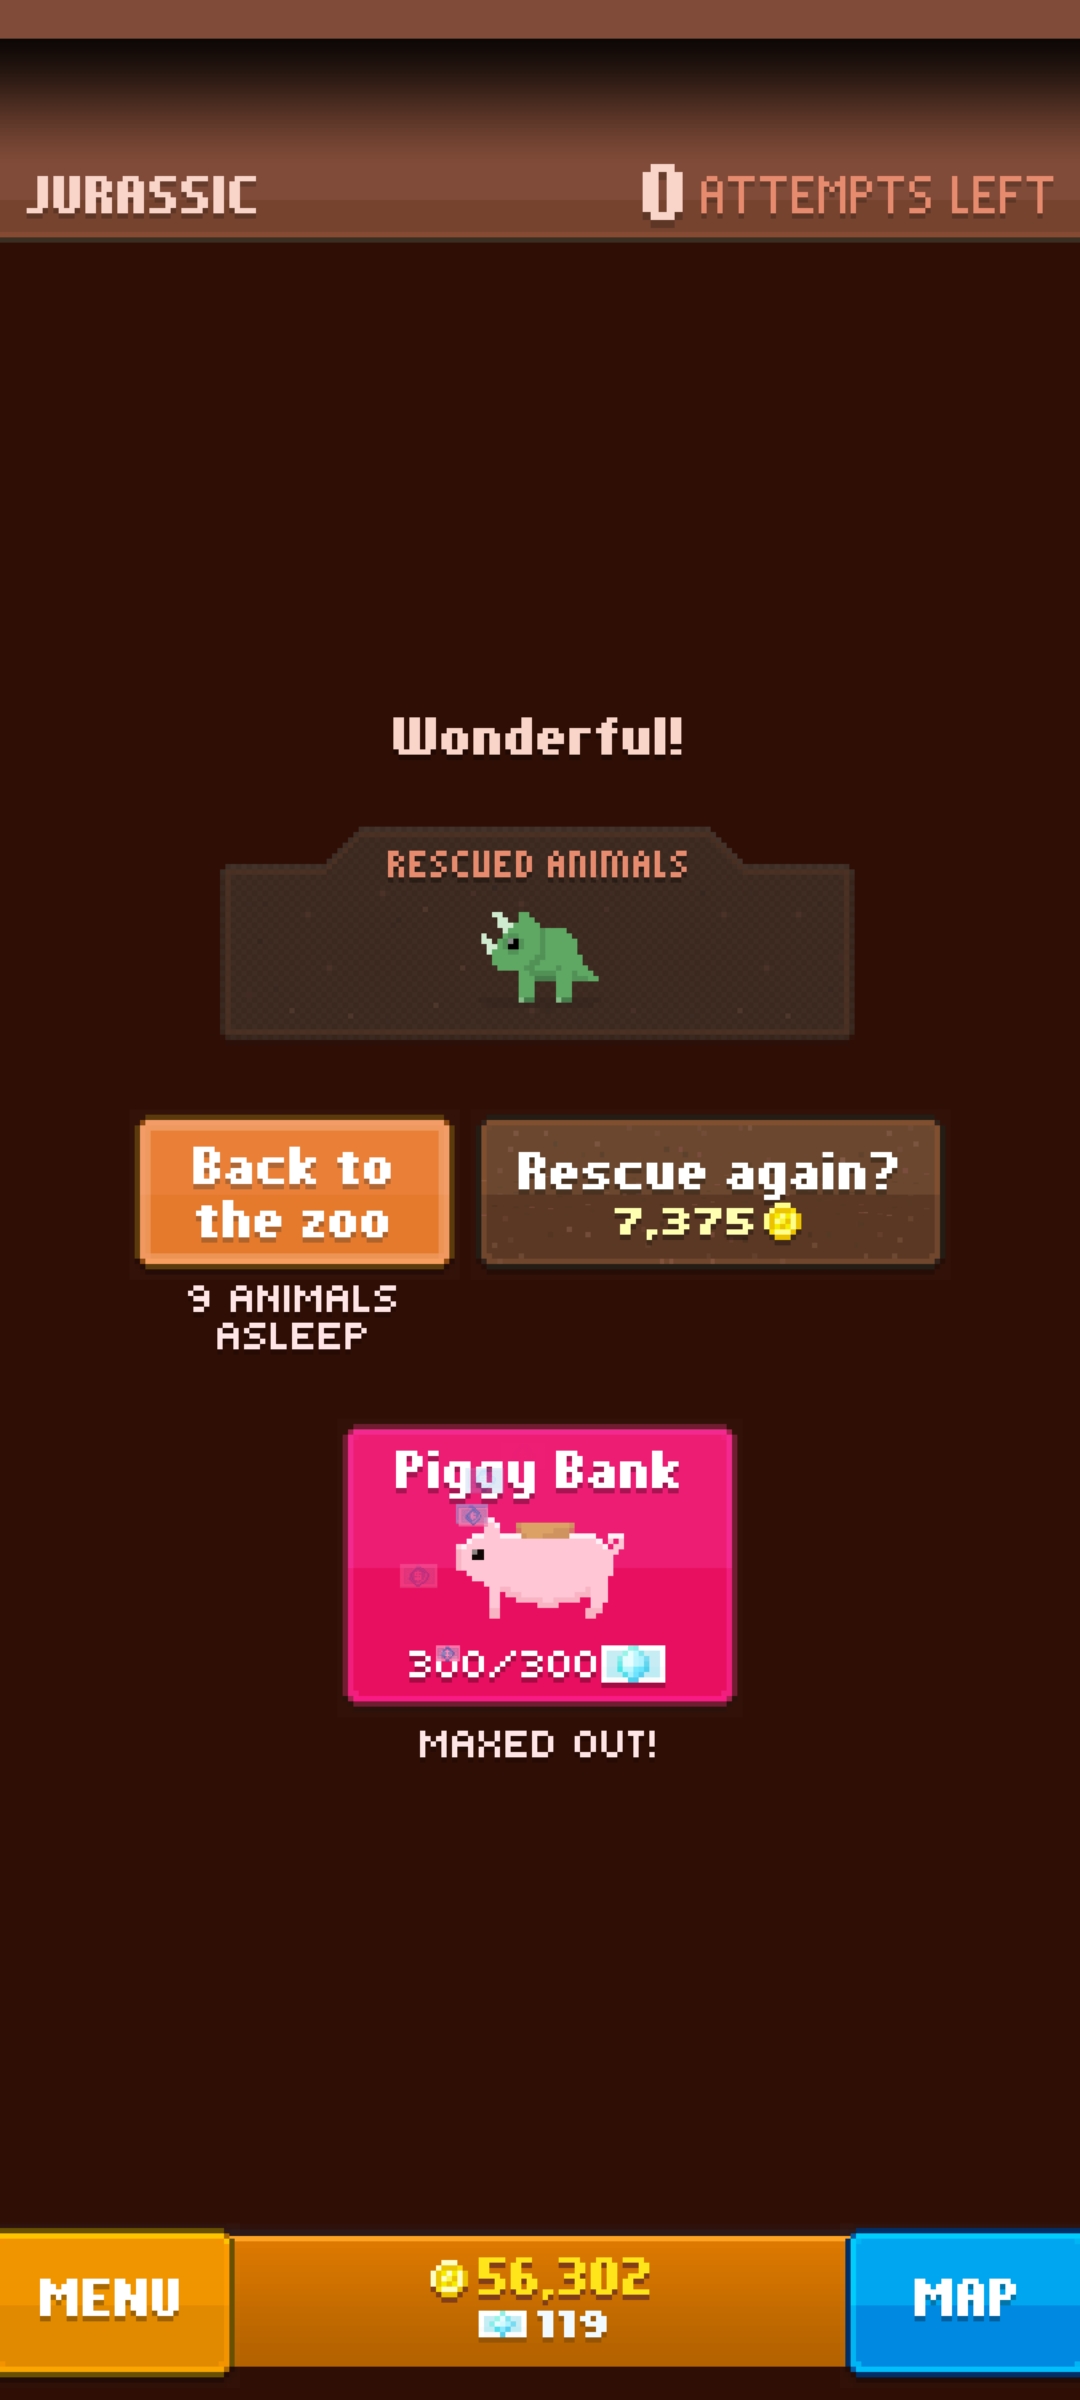 JURASSIC
0 ATTEMPTS LEFT
Wonderful!
RESCUED ANIMALS
Back to
the zoo
Rescue again?
7,375
9 ANIMALS
ASLEEP
Piggy Bank
300/300
MAXED OUT!
MENU
56,302
119
MAP